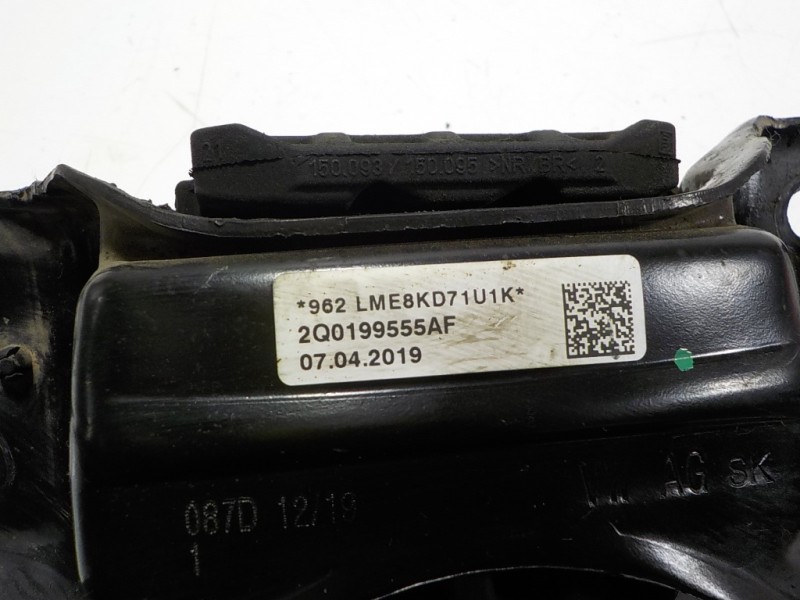 21 150.093 / 150.095 >NR/BR< 2
*962 LME8KD71U1K*
2Q0199555AF
07.04.2019
AG SK
087D 12/19
1